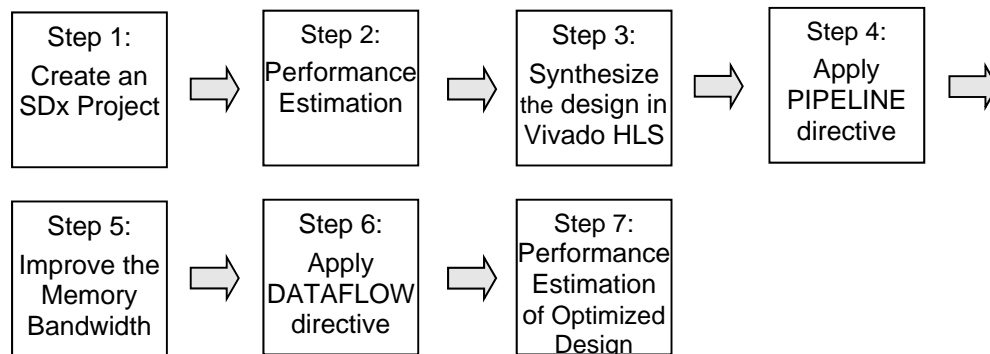 Step 1:
Create an
SDx Project
Step 2:
Performance
Estimation
Step 3:
Synthesize
the design in
Vivado HLS
Step 4:
Apply
PIPELINE
directive
Step 5:
Improve the
Memory
Bandwidth
Step 6:
Apply
DATAFLOW
directive
Step 7:
Performance
Estimation
of Optimized
Design